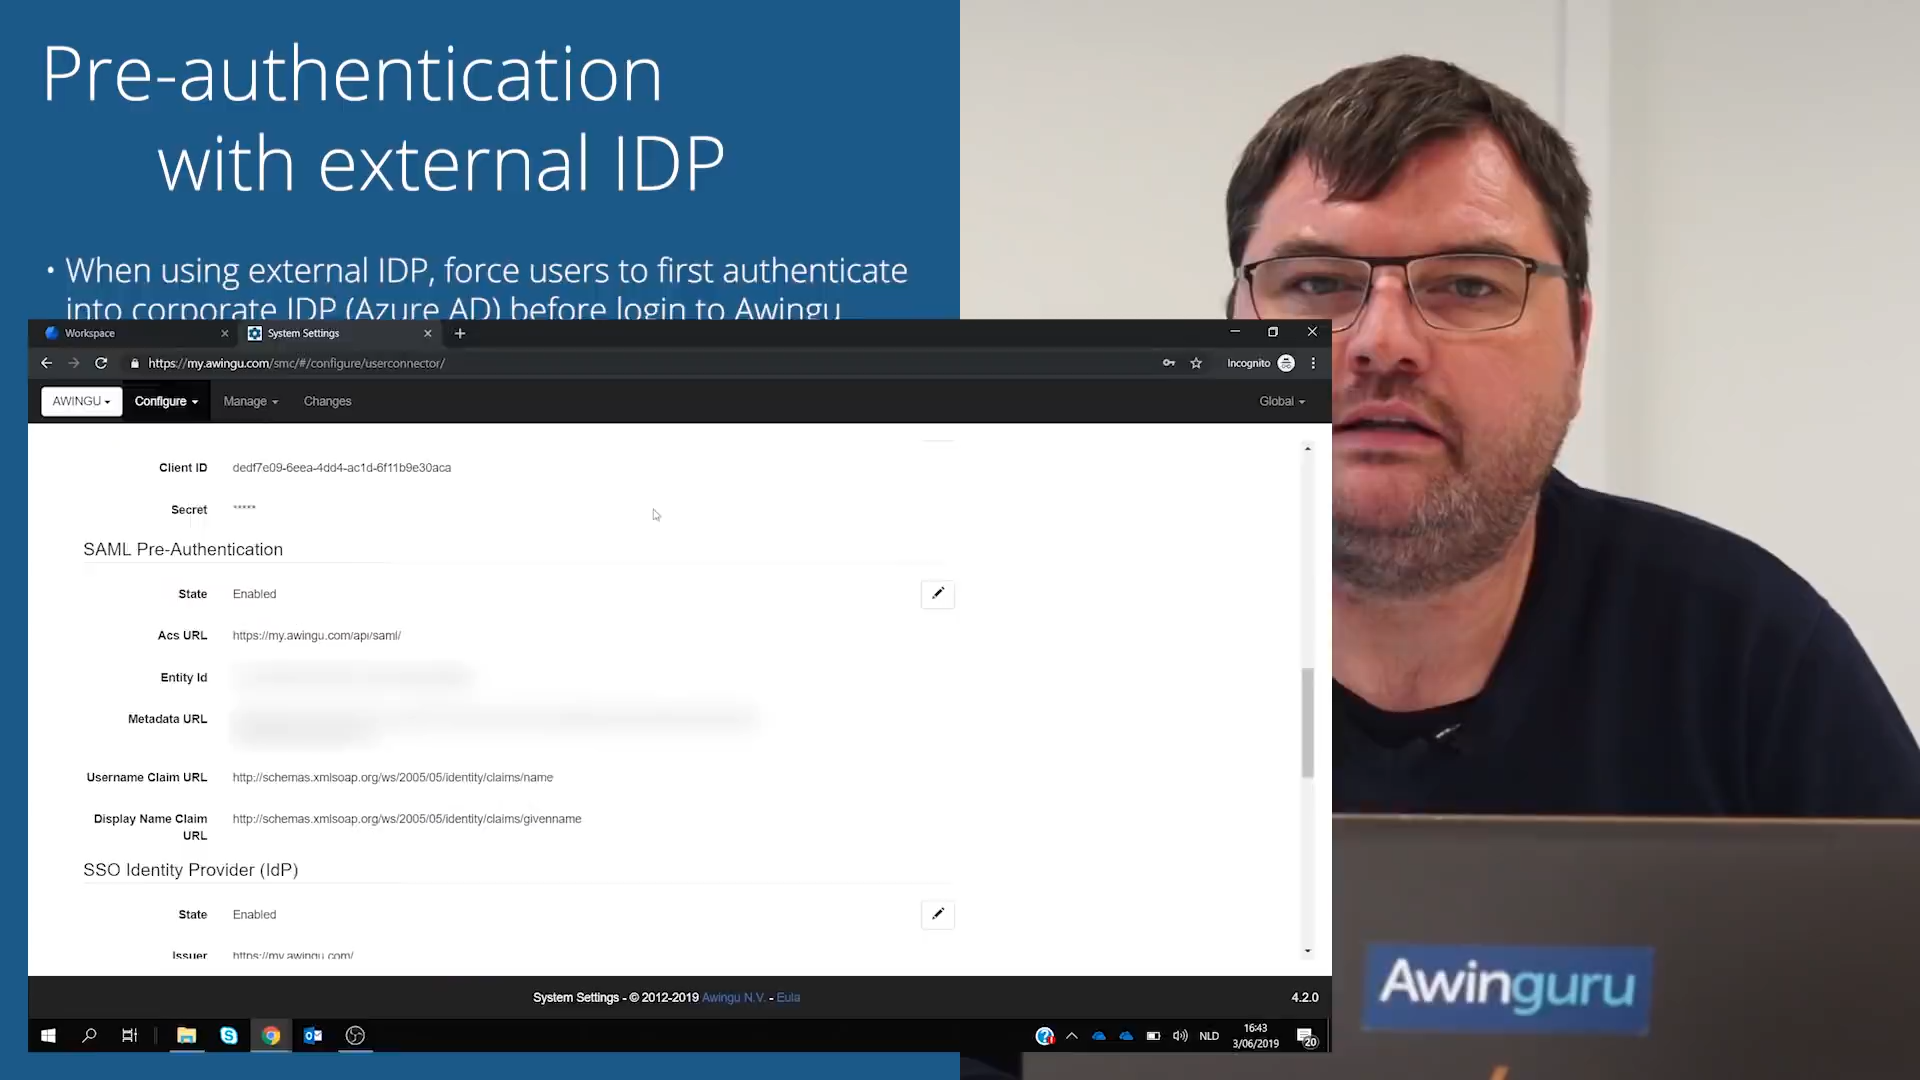 Pre-authentication
with external IDP
• When using external IDP, force users to first authenticate
into corporate IDP (Azure AD) before login to Awingu
Workspace
System Settings
https://my.awingu.com/smc/#/configure/userconnector/
Incognito
AWINGU
Configure
Manage
Changes
Global
Client ID
dedf7e09-6eea-4dd4-ac1d-6f11b9e30aca
Secret
*****
SAML Pre-Authentication
State
Enabled
Acs URL
https://my.awingu.com/api/saml/
Entity Id
Metadata URL
Username Claim URL
http://schemas.xmlsoap.org/ws/2005/05/identity/claims/name
Display Name Claim
URL
http://schemas.xmlsoap.org/ws/2005/05/identity/claims/givenname
SSO Identity Provider (IdP)
State
Enabled
Issuer
https://my.awingu.com/
System Settings - © 2012-2019 Awingu N.V. - Eula
4.2.0
NLD
16:43
3/06/2019
20
Awinguru